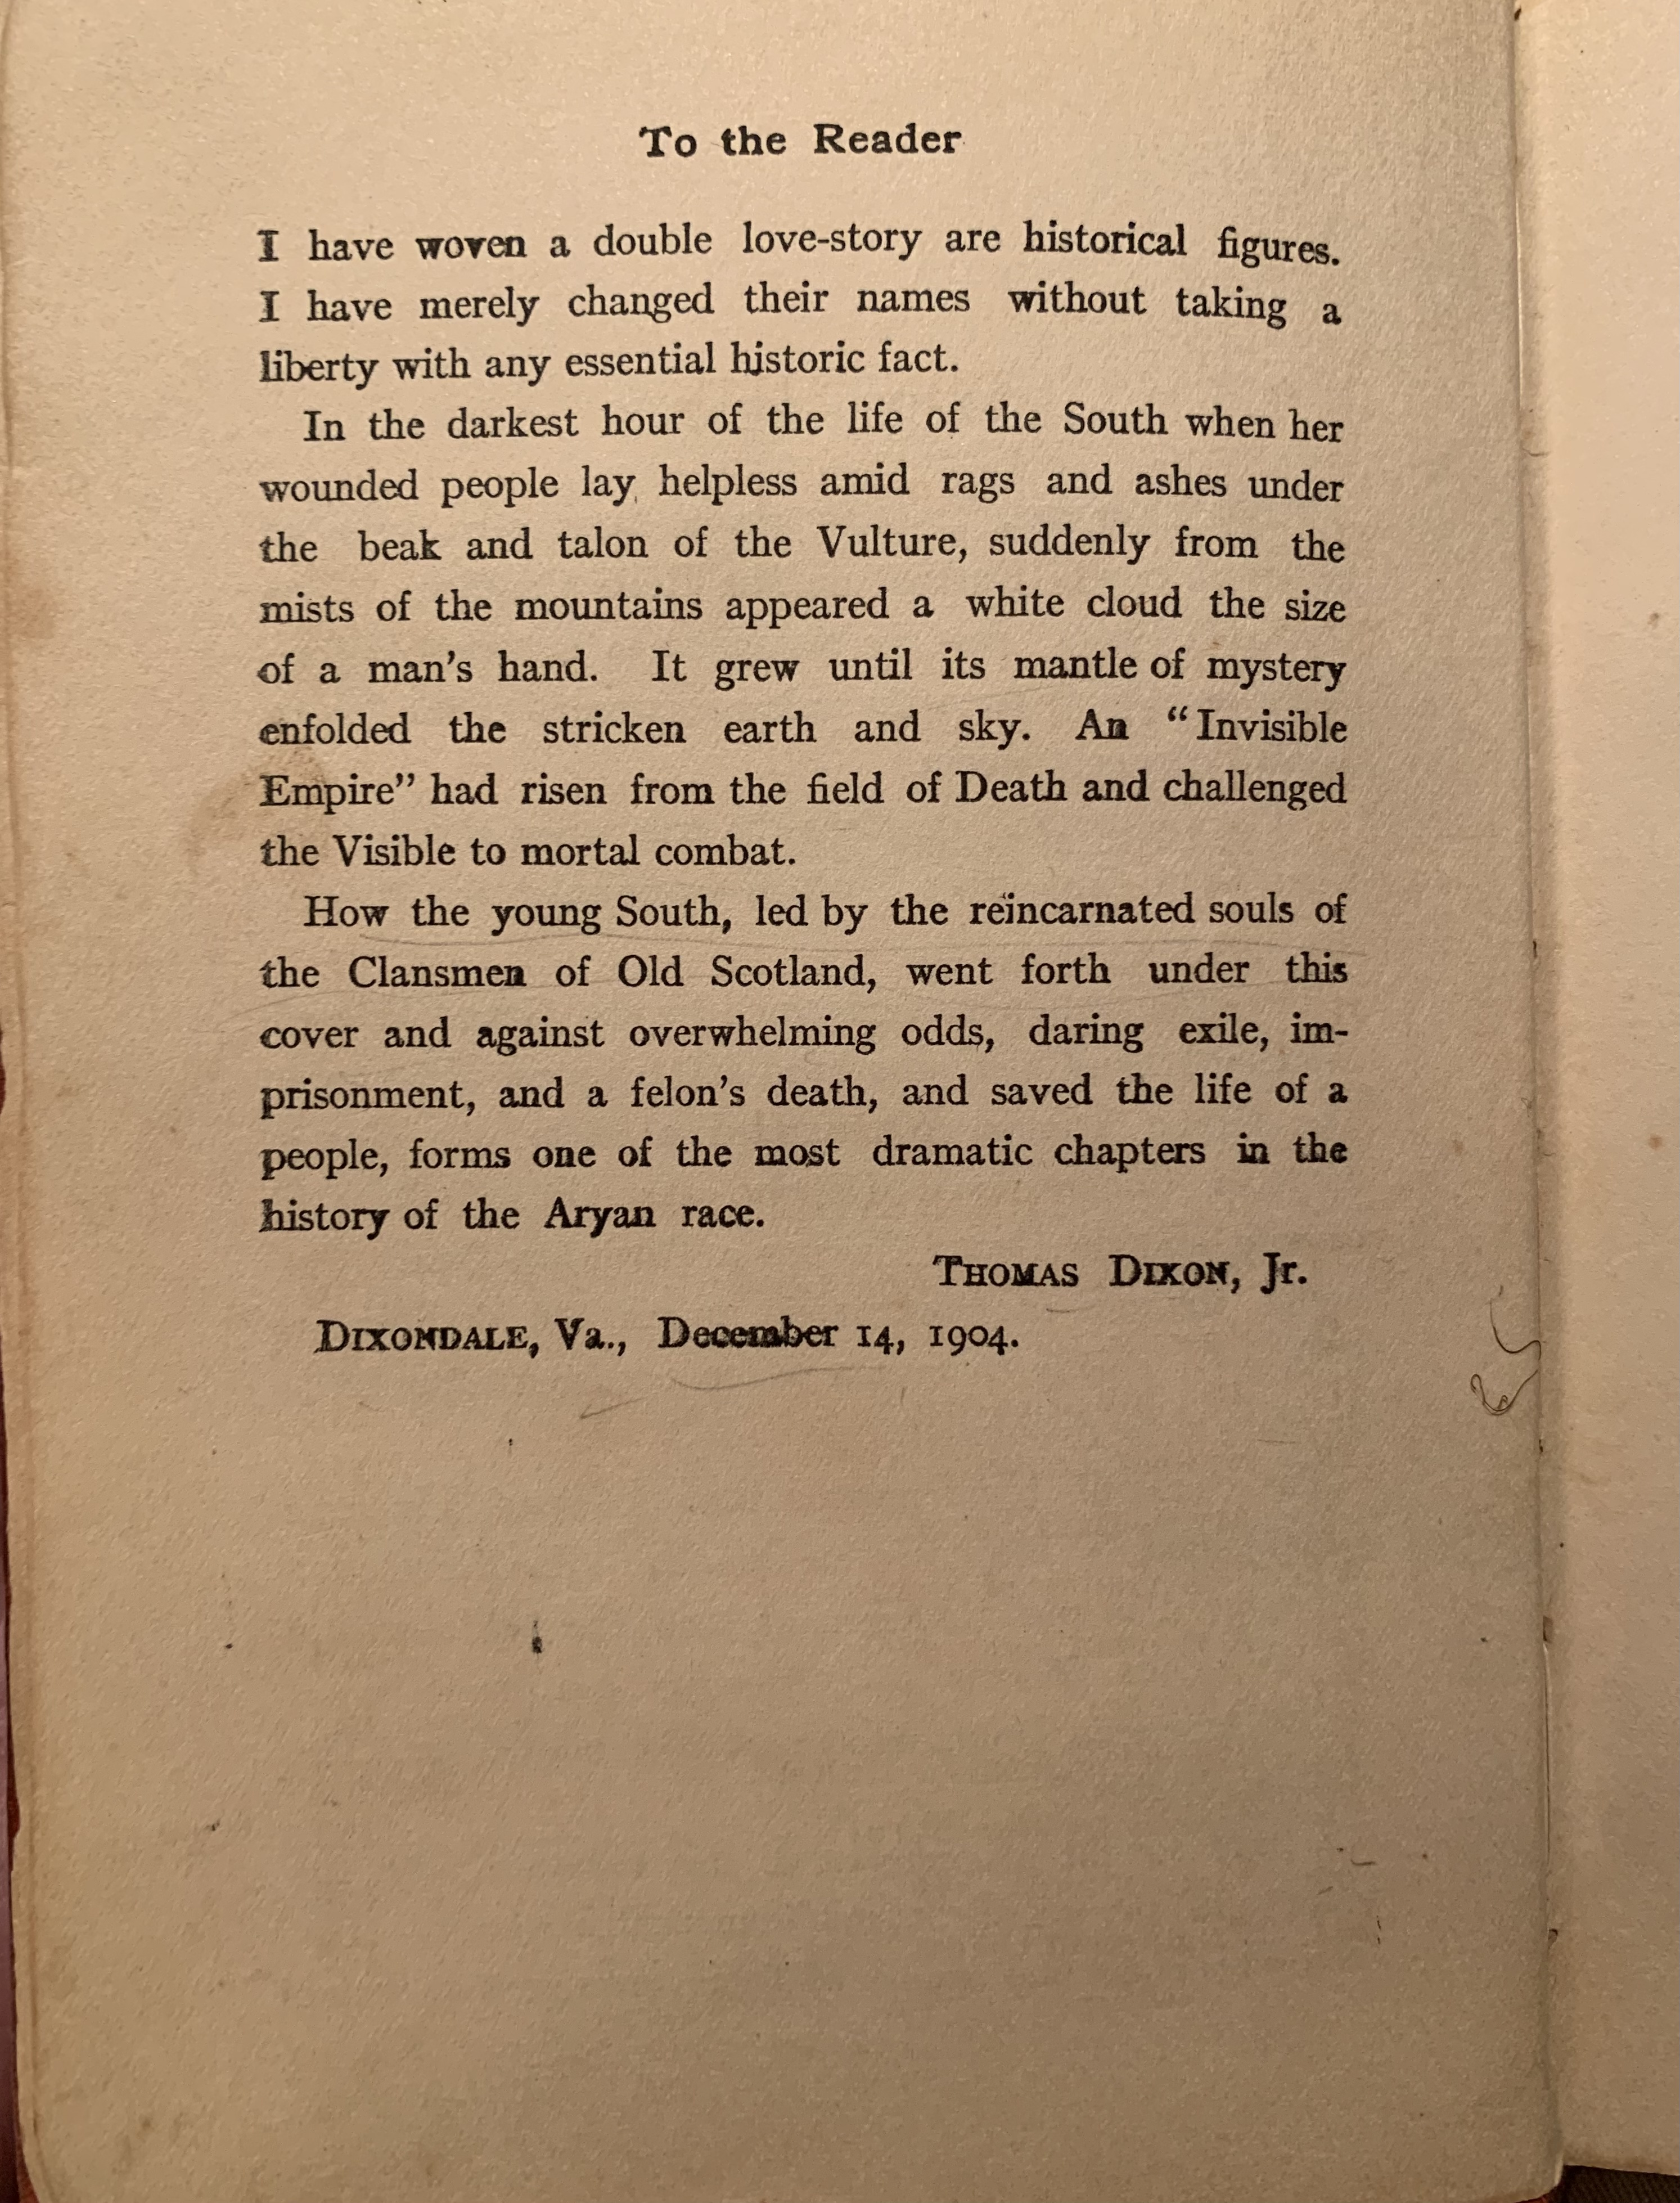 To the Reader
I have woven a double love-story are historical figures.
I have merely changed their names without taking a
liberty with any essential historic fact.
In the darkest hour of the life of the South when her
wounded people lay helpless amid rags and ashes under
the beak and talon of the Vulture, suddenly from the
mists of the mountains appeared a white cloud the size
of a man's hand. It grew until its mantle of mystery
enfolded the stricken earth and sky. An “Invisible
Empire” had risen from the field of Death and challenged
the Visible to mortal combat.
How the young South, led by the reïncarnated souls of
the Clansmen of Old Scotland, went forth under this
cover and against overwhelming odds, daring exile, im-
prisonment, and a felon's death, and saved the life of a
people, forms one of the most dramatic chapters in the
history of the Aryan race.
THOMAS DIXON, Jr.
DIXONDALE, Va., December 14, 1904.